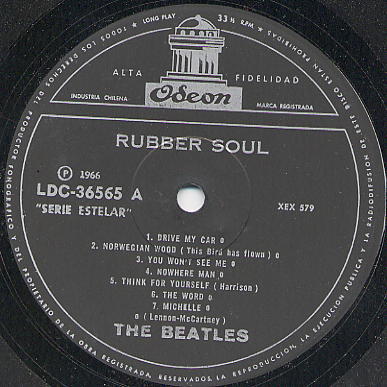 LONG PLAY 33⅓ R.P.M.
ALTA FIDELIDAD
INDUSTRIA CHILENA Odeon MARCA REGISTRADA
RUBBER SOUL
Ⓟ 1966
LDC-36565 A
"SERIE ESTELAR" XEX 579
1. DRIVE MY CAR o
2. NORWEGIAN WOOD ( This Bird has flown ) o
3. YOU WON'T SEE ME o
4. NOWHERE MAN o
5. THINK FOR YOURSELF ( Harrison )
6. THE WORD o
7. MICHELLE o
o ( Lennon-McCartney )
THE BEATLES
TODOS LOS DERECHOS DEL PRODUCTOR FONOGRAFICO Y DEL PROPIETARIO DE LA OBRA REGISTRADA, RESERVADOS LA REPRODUCCION, LA EJECUCION PUBLICA Y LA RADIODIFUSION DE ESTE DISCO ESTAN PROHIBIDAS